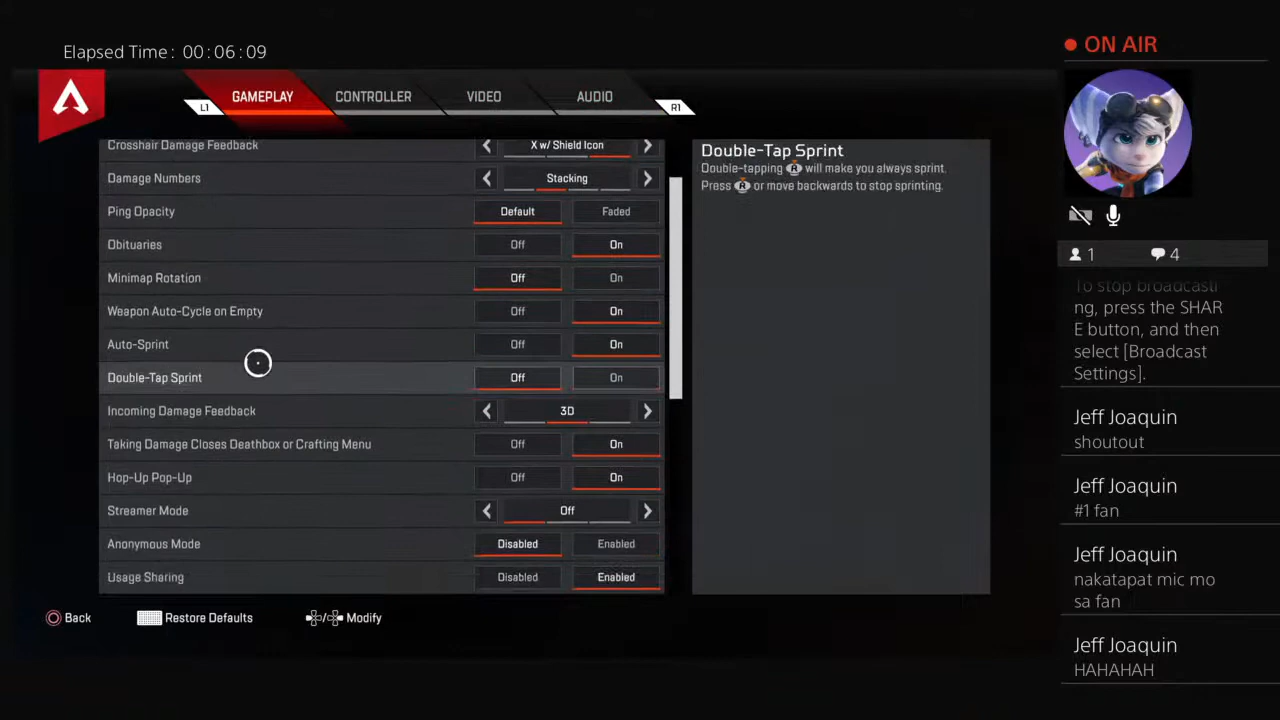 Elapsed Time: 00:06:09
ON AIR
L1
GAMEPLAY
CONTROLLER
VIDEO
AUDIO
R1
Crosshair Damage Feedback
X w/ Shield Icon
Damage Numbers
Stacking
Ping Opacity
Default
Faded
Obituaries
Off
On
Minimap Rotation
Off
On
Weapon Auto-Cycle on Empty
Off
On
Auto-Sprint
Off
On
Double-Tap Sprint
Off
On
Incoming Damage Feedback
3D
Taking Damage Closes Deathbox or Crafting Menu
Off
On
Hop-Up Pop-Up
Off
On
Streamer Mode
Off
Anonymous Mode
Disabled
Enabled
Usage Sharing
Disabled
Enabled
Double-Tap Sprint
Double-tapping R will make you always sprint.
Press R or move backwards to stop sprinting.
Back
Restore Defaults
/
Modify
1
4
To stop broadcasti
ng, press the SHAR
E button, and then
select [Broadcast
Settings].
Jeff Joaquin
shoutout
Jeff Joaquin
#1 fan
Jeff Joaquin
nakatapat mic mo
sa fan
Jeff Joaquin
HAHAHAH